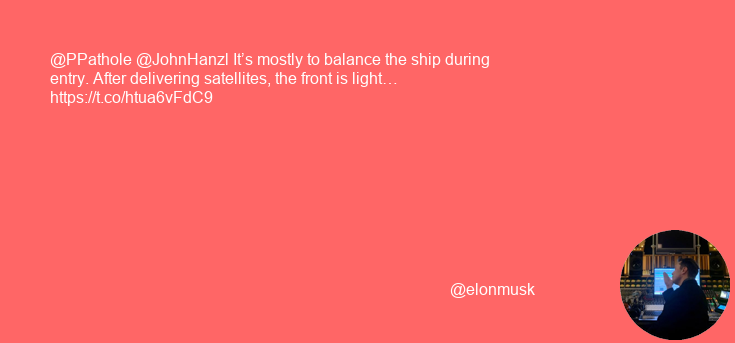 @PPathole @JohnHanzl It’s mostly to balance the ship during
entry. After delivering satellites, the front is light…
https://t.co/htua6vFdC9
@elonmusk